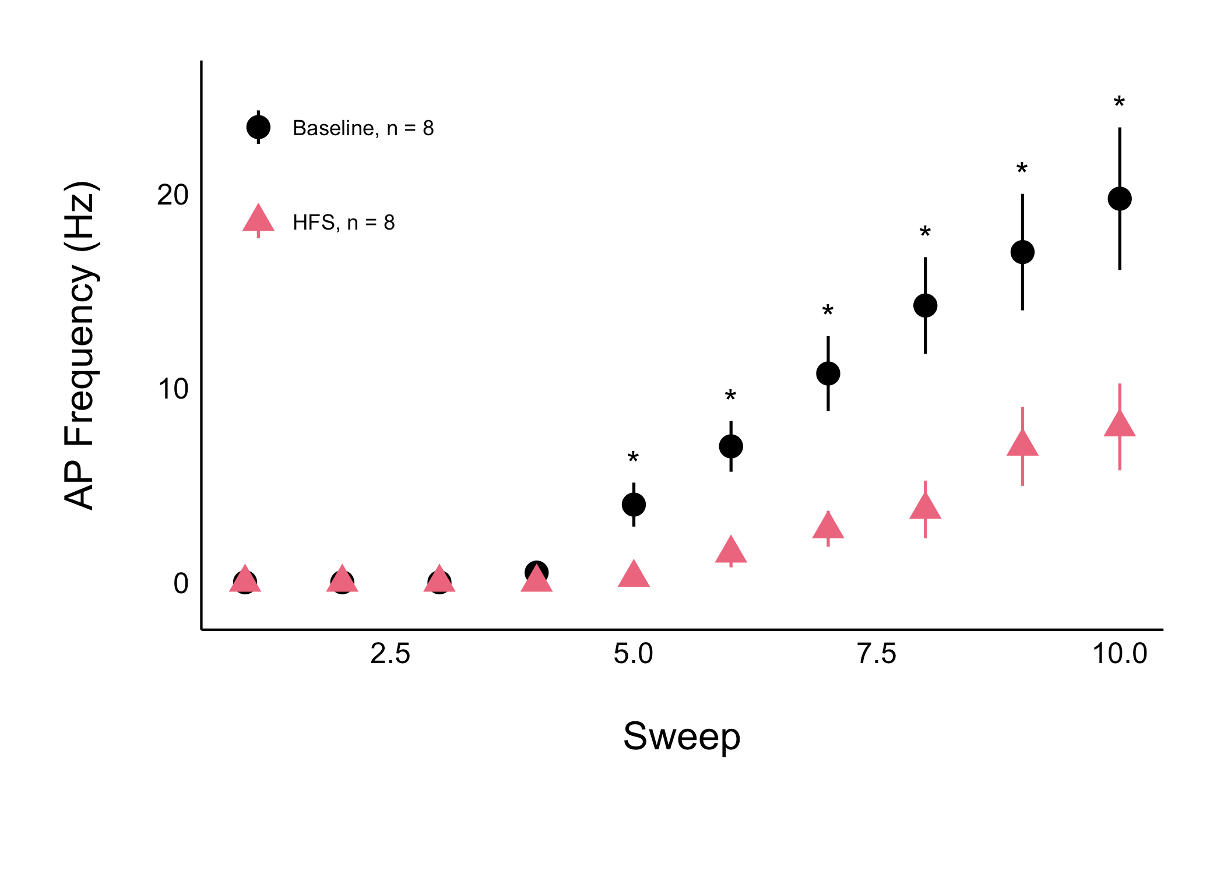 *
*
*
*
*
*
Baseline, n = 8
HFS, n = 8
AP Frequency (Hz)
20
10
0
2.5 5.0 7.5 10.0
Sweep